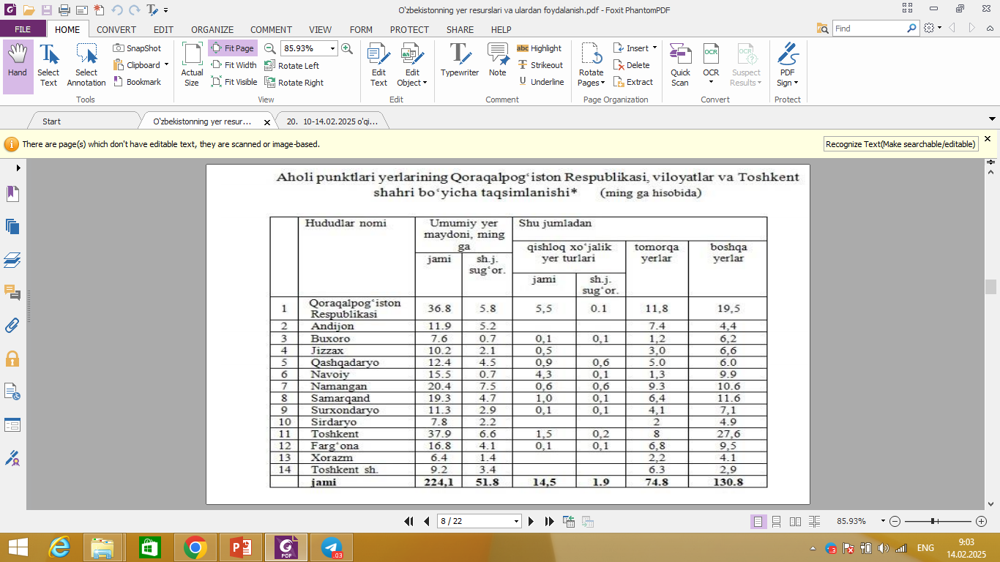 O'zbekistonning yer resurslari va ulardan foydalanish.pdf - Foxit PhantomPDF
FILE HOME CONVERT EDIT ORGANIZE COMMENT VIEW FORM PROTECT SHARE HELP Find
Hand
Select Text
Select Annotation
SnapShot
Clipboard
Bookmark
Tools
Actual Size
Fit Page
Fit Width
Fit Visible
85.93%
Rotate Left
Rotate Right
View
Edit Text
Edit Object
Edit
Typewriter
Note
abc Highlight
Strikeout
U Underline
Comment
Rotate Pages
Insert
Delete
Extract
Page Organization
Quick Scan
OCR
OCR
OCR
Suspect Results
Convert
PDF Sign
Protect
Start
O'zbekistonning yer resur...
20. 10-14.02.2025 o'qi...
There are page(s) which don't have editable text, they are scanned or image-based.
Recognize Text(Make searchable/editable)
Aholi punktlari yerlarining Qoraqalpog‘iston Respublikasi, viloyatlar va Toshkent
shahri bo‘yicha taqsimlanishi* (ming ga hisobida)
Hududlar nomi
Umumiy yer
maydoni, ming
ga
Shu jumladan
jami
sh.j.
sug‘or.
qishloq xo‘jalik
yer turlari
tomorqa
yerlar
boshqa
yerlar
jami
sh.j.
sug‘or.
1 Qoraqalpog‘iston Respublikasi 36.8 5.8 5,5 0.1 11,8 19,5
2 Andijon 11.9 5.2 7.4 4,4
3 Buxoro 7.6 0.7 0,1 0,1 1,2 6,2
4 Jizzax 10.2 2.1 0,5 3,0 6,6
5 Qashqadaryo 12.4 4.5 0,9 0,6 5.0 6.0
6 Navoiy 15.5 0.7 4,3 0,1 1,3 9.9
7 Namangan 20.4 7.5 0,6 0,6 9.3 10.6
8 Samarqand 19.3 4.7 1,0 0,1 6,4 11.6
9 Surxondaryo 11.3 2.9 0,1 0,1 4,1 7,1
10 Sirdaryo 7.8 2.2 2 4.9
11 Toshkent 37.9 6.6 1,5 0,2 8 27,6
12 Farg‘ona 16.8 4.1 0,1 0,1 6,8 9,5
13 Xorazm 6.4 1.4 2,2 4.1
14 Toshkent sh. 9.2 3.4 6.3 2,9
jami 224,1 51.8 14,5 1.9 74.8 130.8
8 / 22
85.93%
PDF
.03
ENG
9:03
14.02.2025